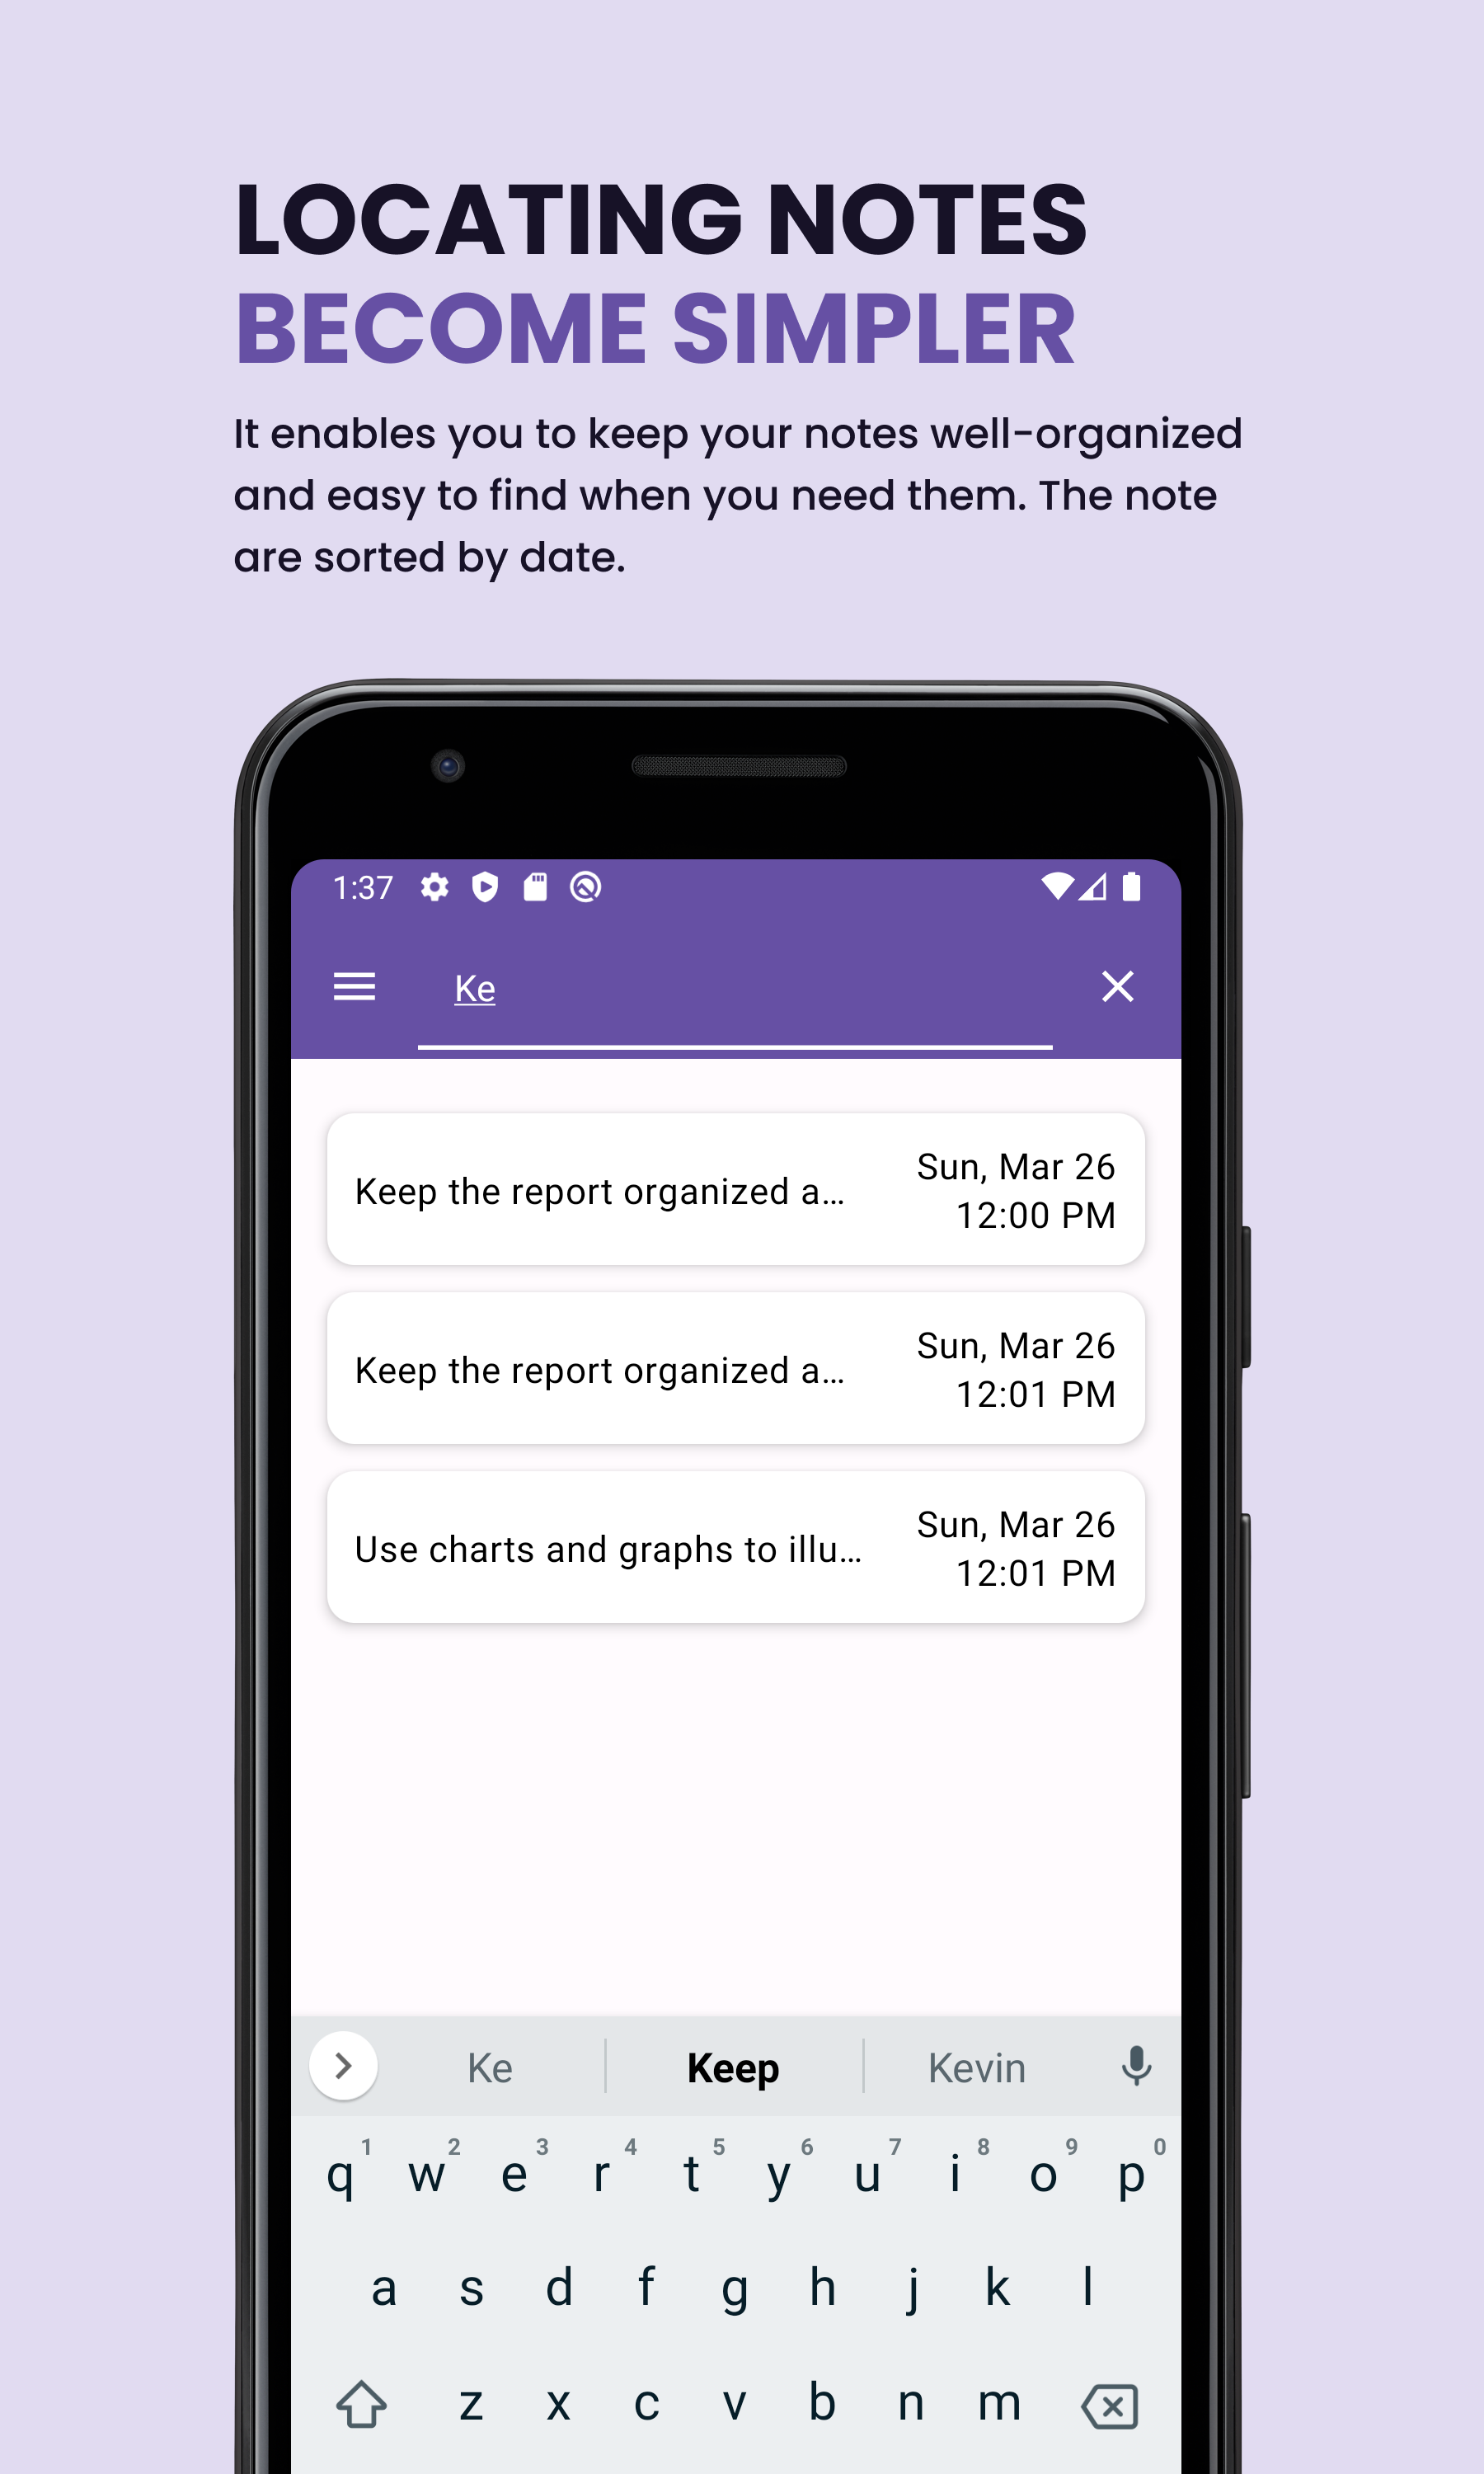 LOCATING NOTES
BECOME SIMPLER
It enables you to keep your notes well-organized
and easy to find when you need them. The note
are sorted by date.
1:37
Ke
Keep the report organized a...
Sun, Mar 26
12:00 PM
Keep the report organized a...
Sun, Mar 26
12:01 PM
Use charts and graphs to illu...
Sun, Mar 26
12:01 PM
Ke Keep Kevin
1 2 3 4 5 6 7 8 9 0
q w e r t y u i o p
a s d f g h j k l
z x c v b n m